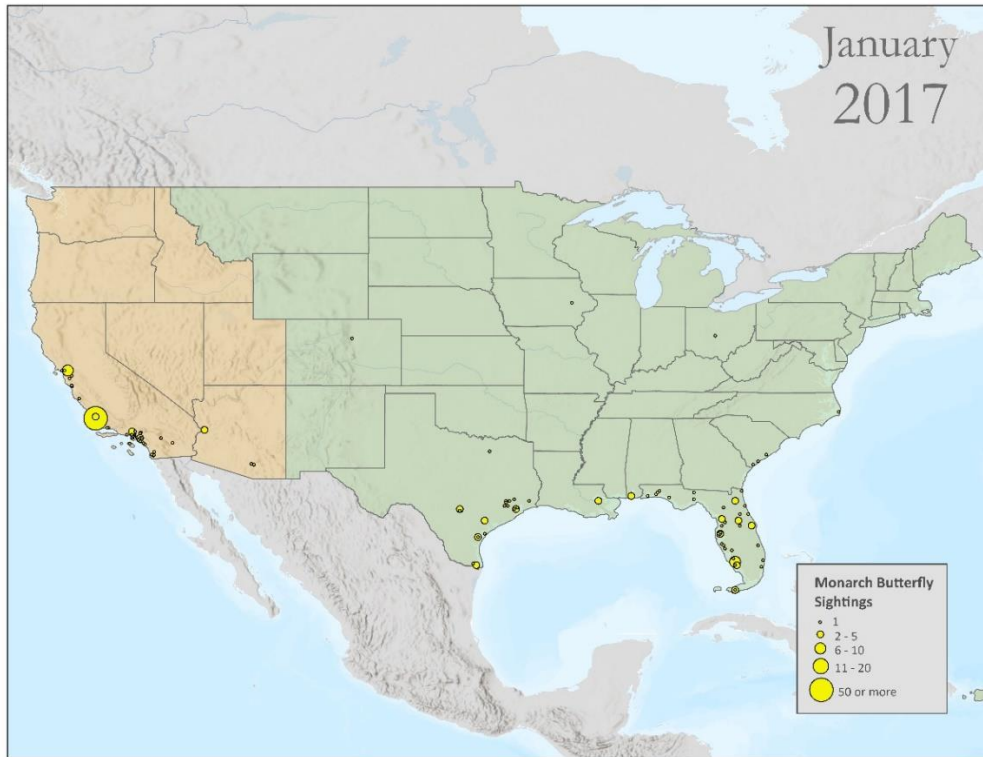 January
2017
Monarch Butterfly
Sightings
1
2 - 5
6 - 10
11 - 20
50 or more